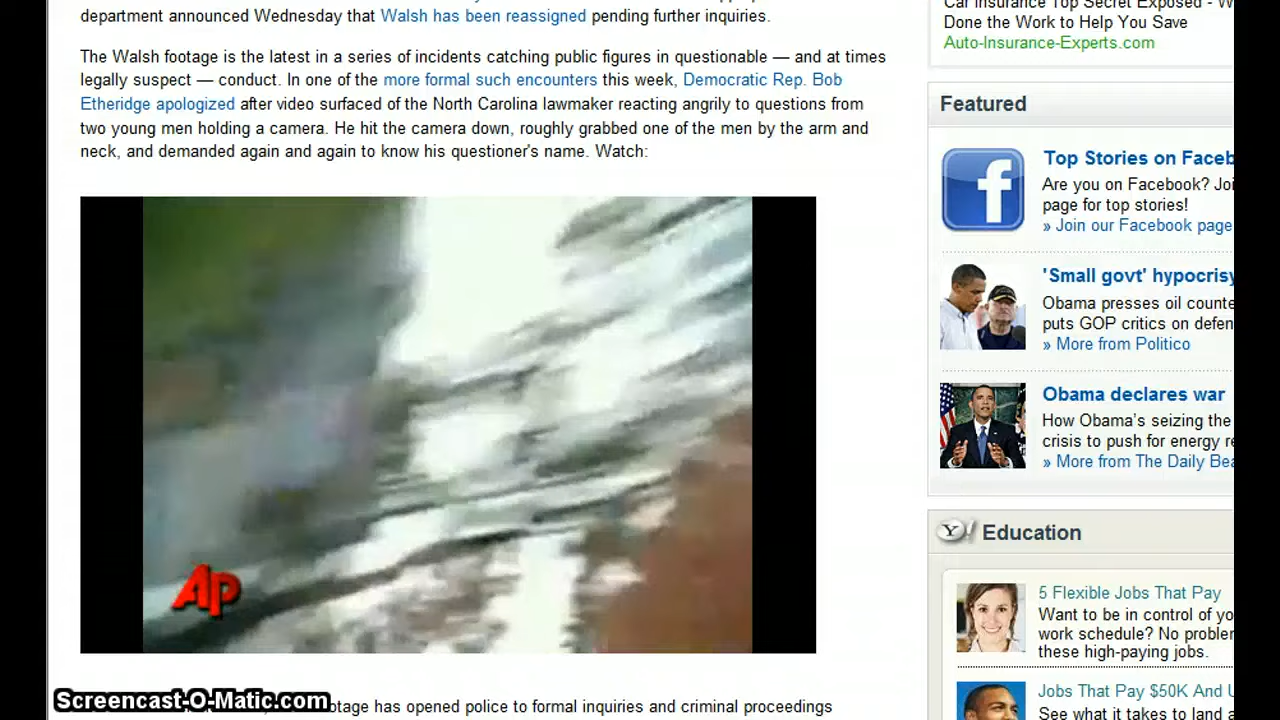 department announced Wednesday that Walsh has been reassigned pending further inquiries.
The Walsh footage is the latest in a series of incidents catching public figures in questionable — and at times
legally suspect — conduct. In one of the more formal such encounters this week, Democratic Rep. Bob
Etheridge apologized after video surfaced of the North Carolina lawmaker reacting angrily to questions from
two young men holding a camera. He hit the camera down, roughly grabbed one of the men by the arm and
neck, and demanded again and again to know his questioner's name. Watch:
AP
otage has opened police to formal inquiries and criminal proceedings
Screencast-O-Matic.com
Car Insurance Top Secret Exposed - W
Done the Work to Help You Save
Auto-Insurance-Experts.com
Featured
Top Stories on Faceb
Are you on Facebook? Joi
page for top stories!
» Join our Facebook page
'Small govt' hypocrisy
Obama presses oil counte
puts GOP critics on defen
» More from Politico
Obama declares war
How Obama's seizing the
crisis to push for energy re
» More from The Daily Bea
Y! Education
5 Flexible Jobs That Pay
Want to be in control of yo
work schedule? No probler
these high-paying jobs.
Jobs That Pay $50K And U
See what it takes to land a